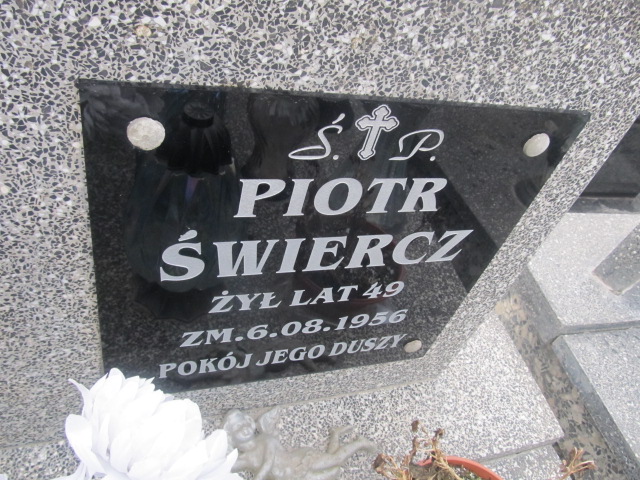 Ś. P.
PIOTR
ŚWIERCZ
ŻYŁ LAT 49
ZM.6.08.1956
POKÓJ JEGO DUSZY